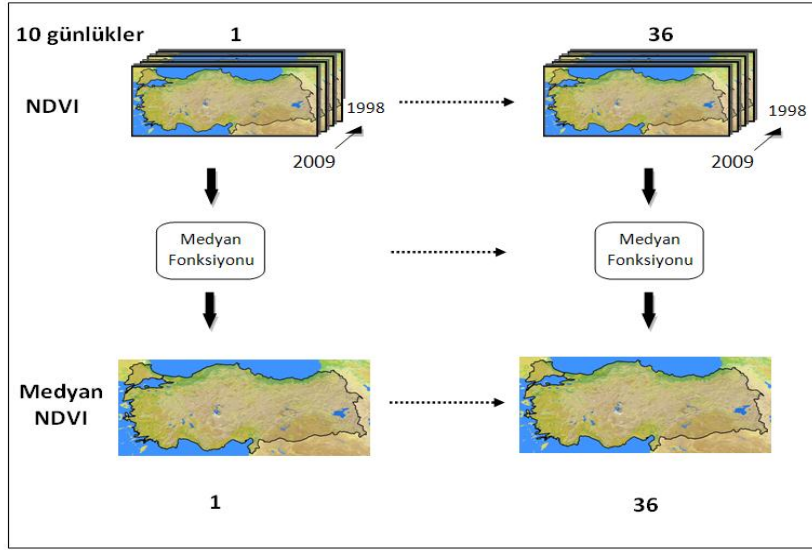 10 günlükler 1 36
NDVI
1998 1998
2009 2009
Medyan
Fonksiyonu
Medyan
Fonksiyonu
Medyan
NDVI
1 36